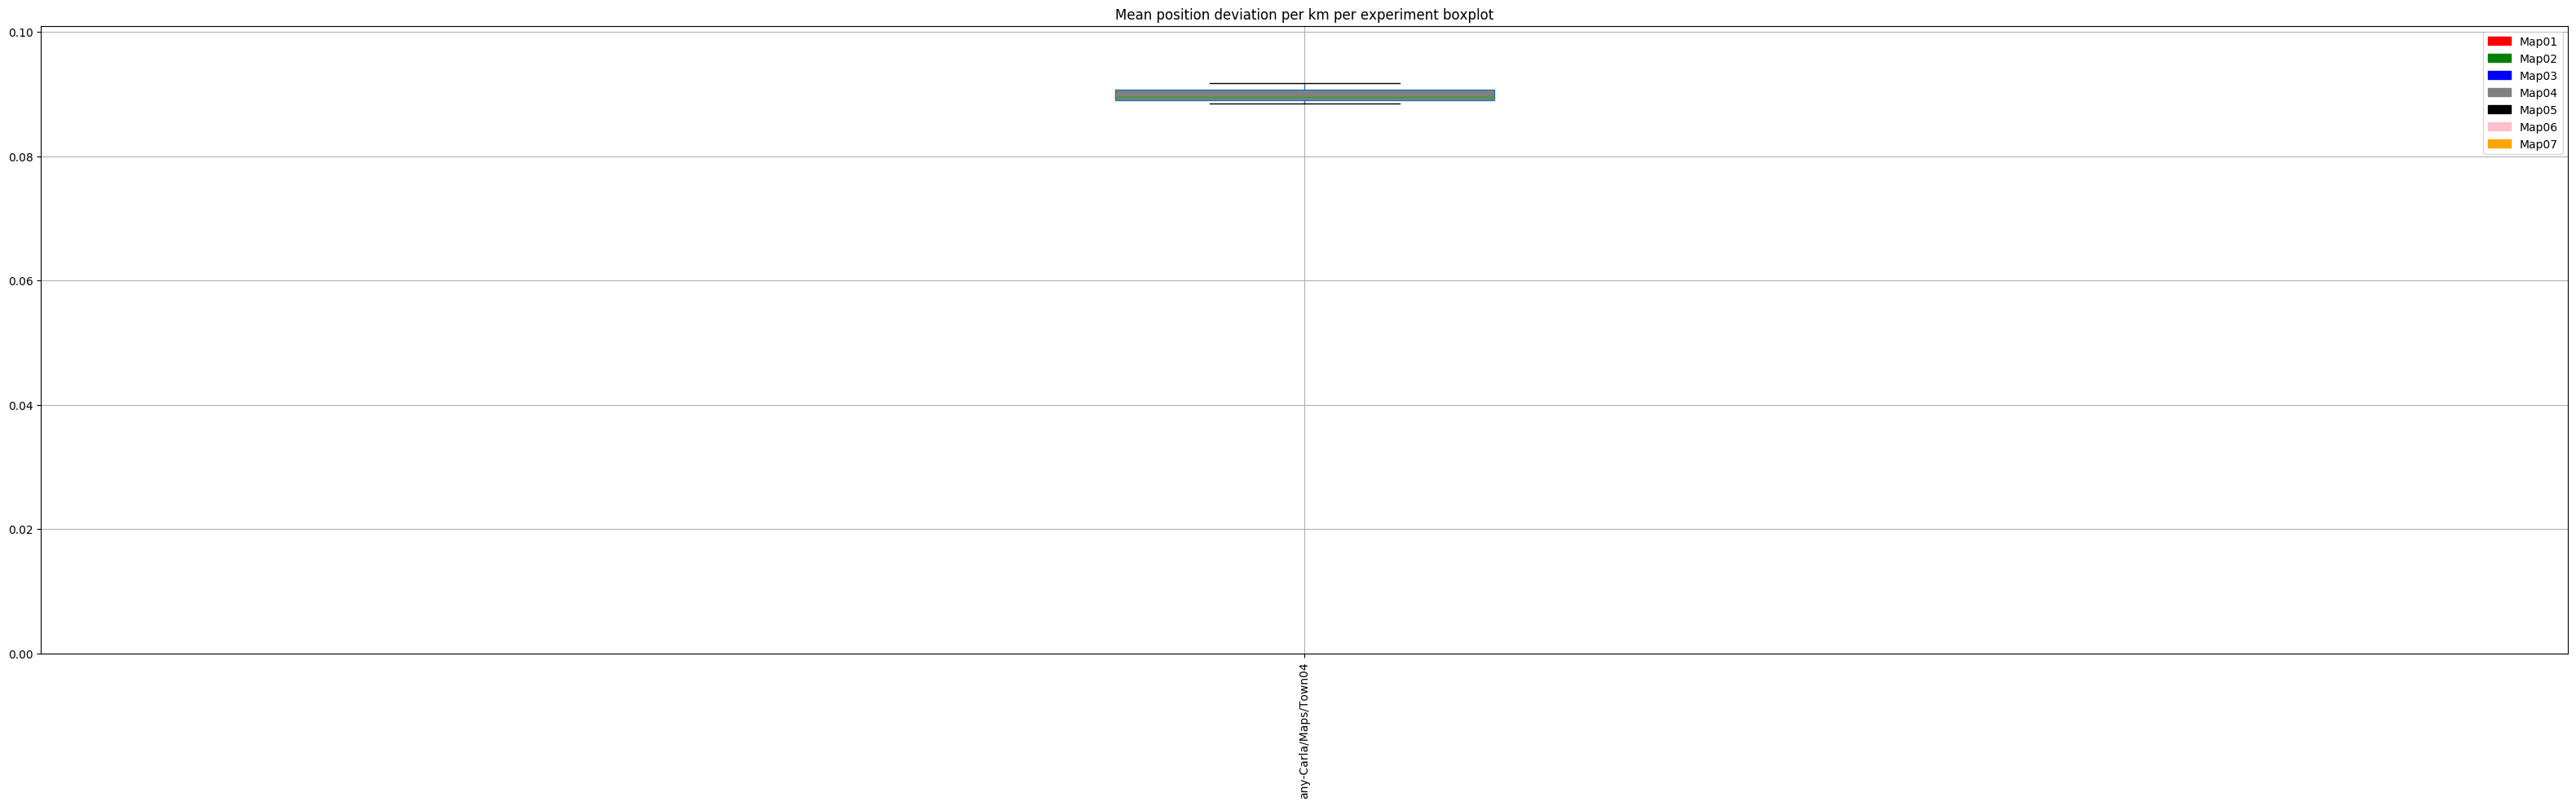 Mean position deviation per km per experiment boxplot
0.10
0.08
0.06
0.04
0.02
0.00
Map01
Map02
Map03
Map04
Map05
Map06
Map07
any-Carla/Maps/Town04